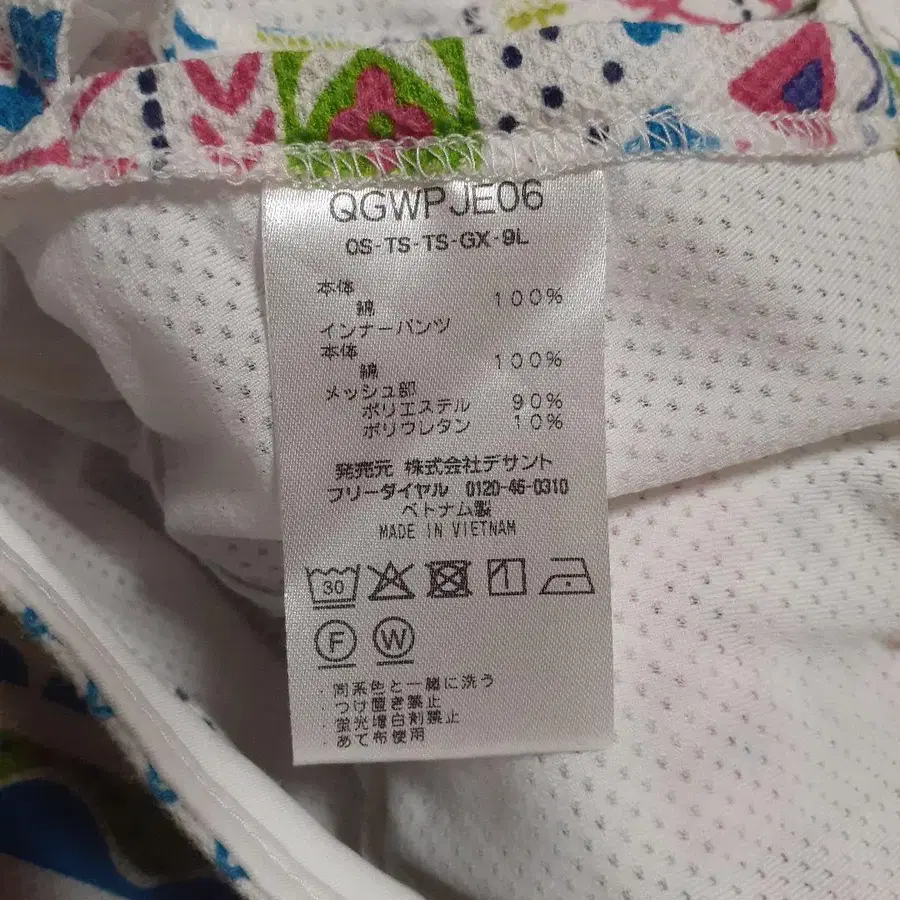 QGWPJE06
OS-TS-TS-GX-9L
本体
綿 100%
インナーパンツ
本体
綿 100%
メッシュ部
ポリエステル 90%
ポリウレタン 10%
発売元 株式会社デサント
フリーダイヤル 0120-46-0310
ベトナム製
MADE IN VIETNAM
30
F W
・同系色と一緒に洗う
・つけ置き禁止
・蛍光増白剤禁止
・あて布使用